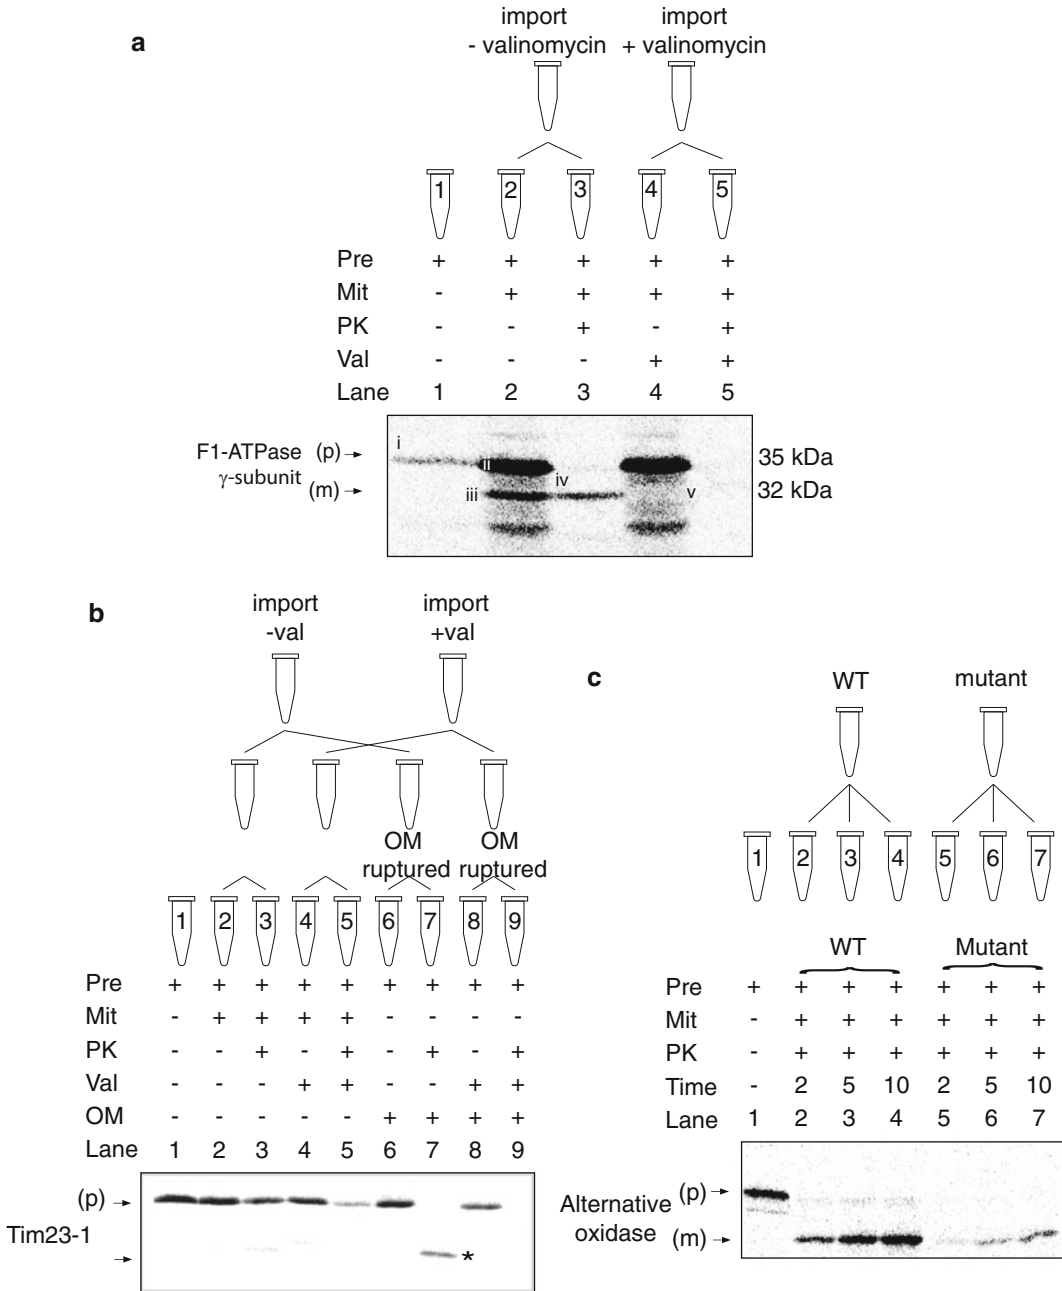 a
import import
- valinomycin + valinomycin
1 2 3 4 5
Pre + + + + +
Mit - + + + +
PK - - + - +
Val - - - + +
Lane 1 2 3 4 5
F1-ATPase (p) i ii 35 kDa
γ-subunit iv
(m) iii v 32 kDa
b
import import
-val +val
OM OM
ruptured ruptured
1 2 3 4 5 6 7 8 9
Pre + + + + + + + + +
Mit - + + + + - - - -
PK - - + - + - + - +
Val - - - + + - - + +
OM - - - - - + + + +
Lane 1 2 3 4 5 6 7 8 9
(p)
Tim23-1
*
c
WT mutant
1 2 3 4 5 6 7
WT Mutant
Pre + + + + + + +
Mit - + + + + + +
PK - + + + + + +
Time - 2 5 10 2 5 10
Lane 1 2 3 4 5 6 7
(p)
Alternative
oxidase (m)